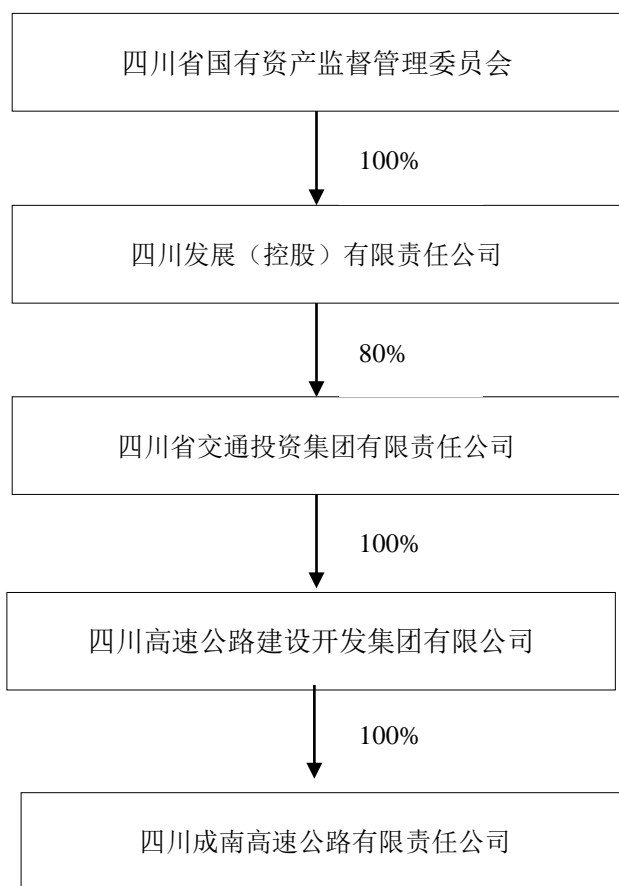 四川省国有资产监督管理委员会
100%
四川发展（控股）有限责任公司
80%
四川省交通投资集团有限责任公司
100%
四川高速公路建设开发集团有限公司
100%
四川成南高速公路有限责任公司